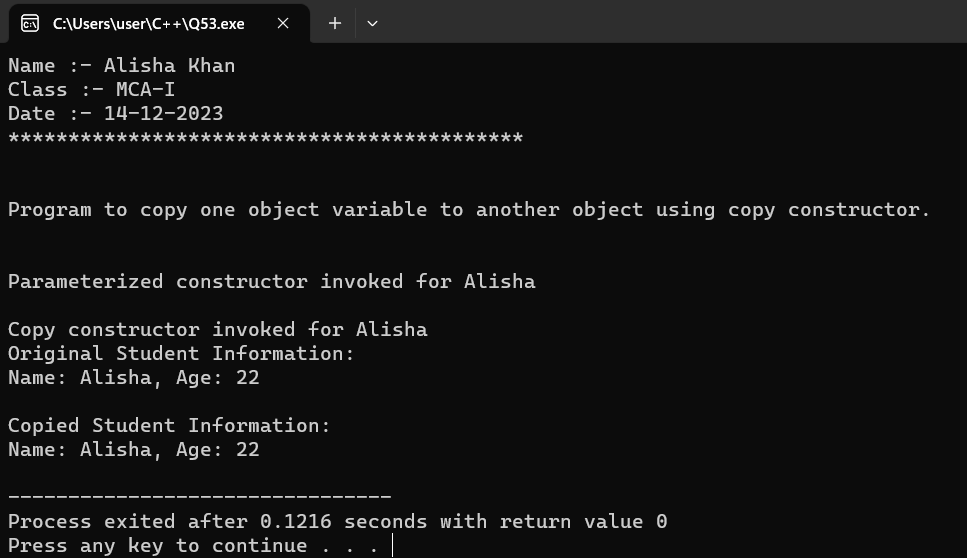 C:\Users\user\C++\Q53.exe
Name :- Alisha Khan
Class :- MCA-I
Date :- 14-12-2023
*******************************************
Program to copy one object variable to another object using copy constructor.
Parameterized constructor invoked for Alisha
Copy constructor invoked for Alisha
Original Student Information:
Name: Alisha, Age: 22
Copied Student Information:
Name: Alisha, Age: 22
--------------------------------
Process exited after 0.1216 seconds with return value 0
Press any key to continue . . .